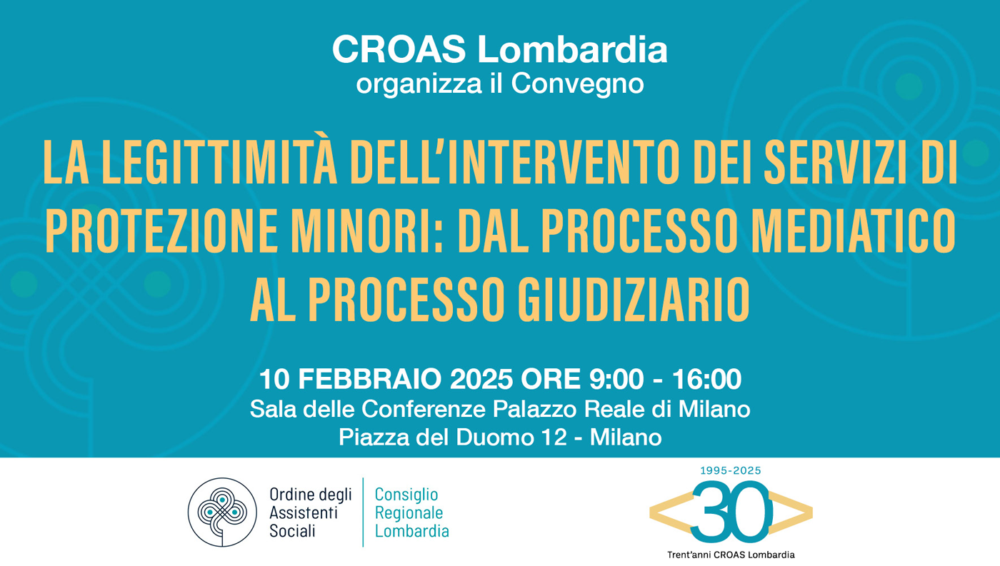 CROAS Lombardia
organizza il Convegno
LA LEGITTIMITÀ DELL’INTERVENTO DEI SERVIZI DI
PROTEZIONE MINORI: DAL PROCESSO MEDIATICO
AL PROCESSO GIUDIZIARIO
10 FEBBRAIO 2025 ORE 9:00 - 16:00
Sala delle Conferenze Palazzo Reale di Milano
Piazza del Duomo 12 - Milano
Ordine degli
Assistenti
Sociali
Consiglio
Regionale
Lombardia
1995-2025
<30>
Trent’anni CROAS Lombardia